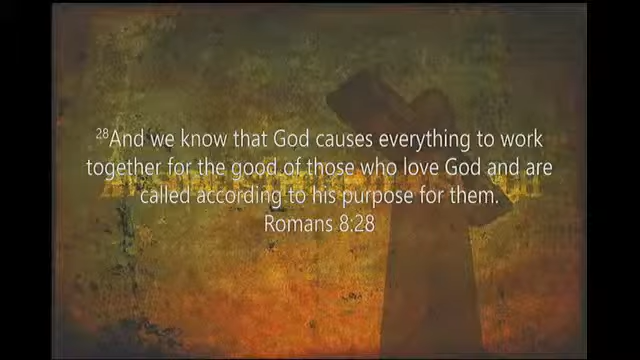 ²⁸And we know that God causes everything to work
together for the good of those who love God and are
called according to his purpose for them.
Romans 8:28